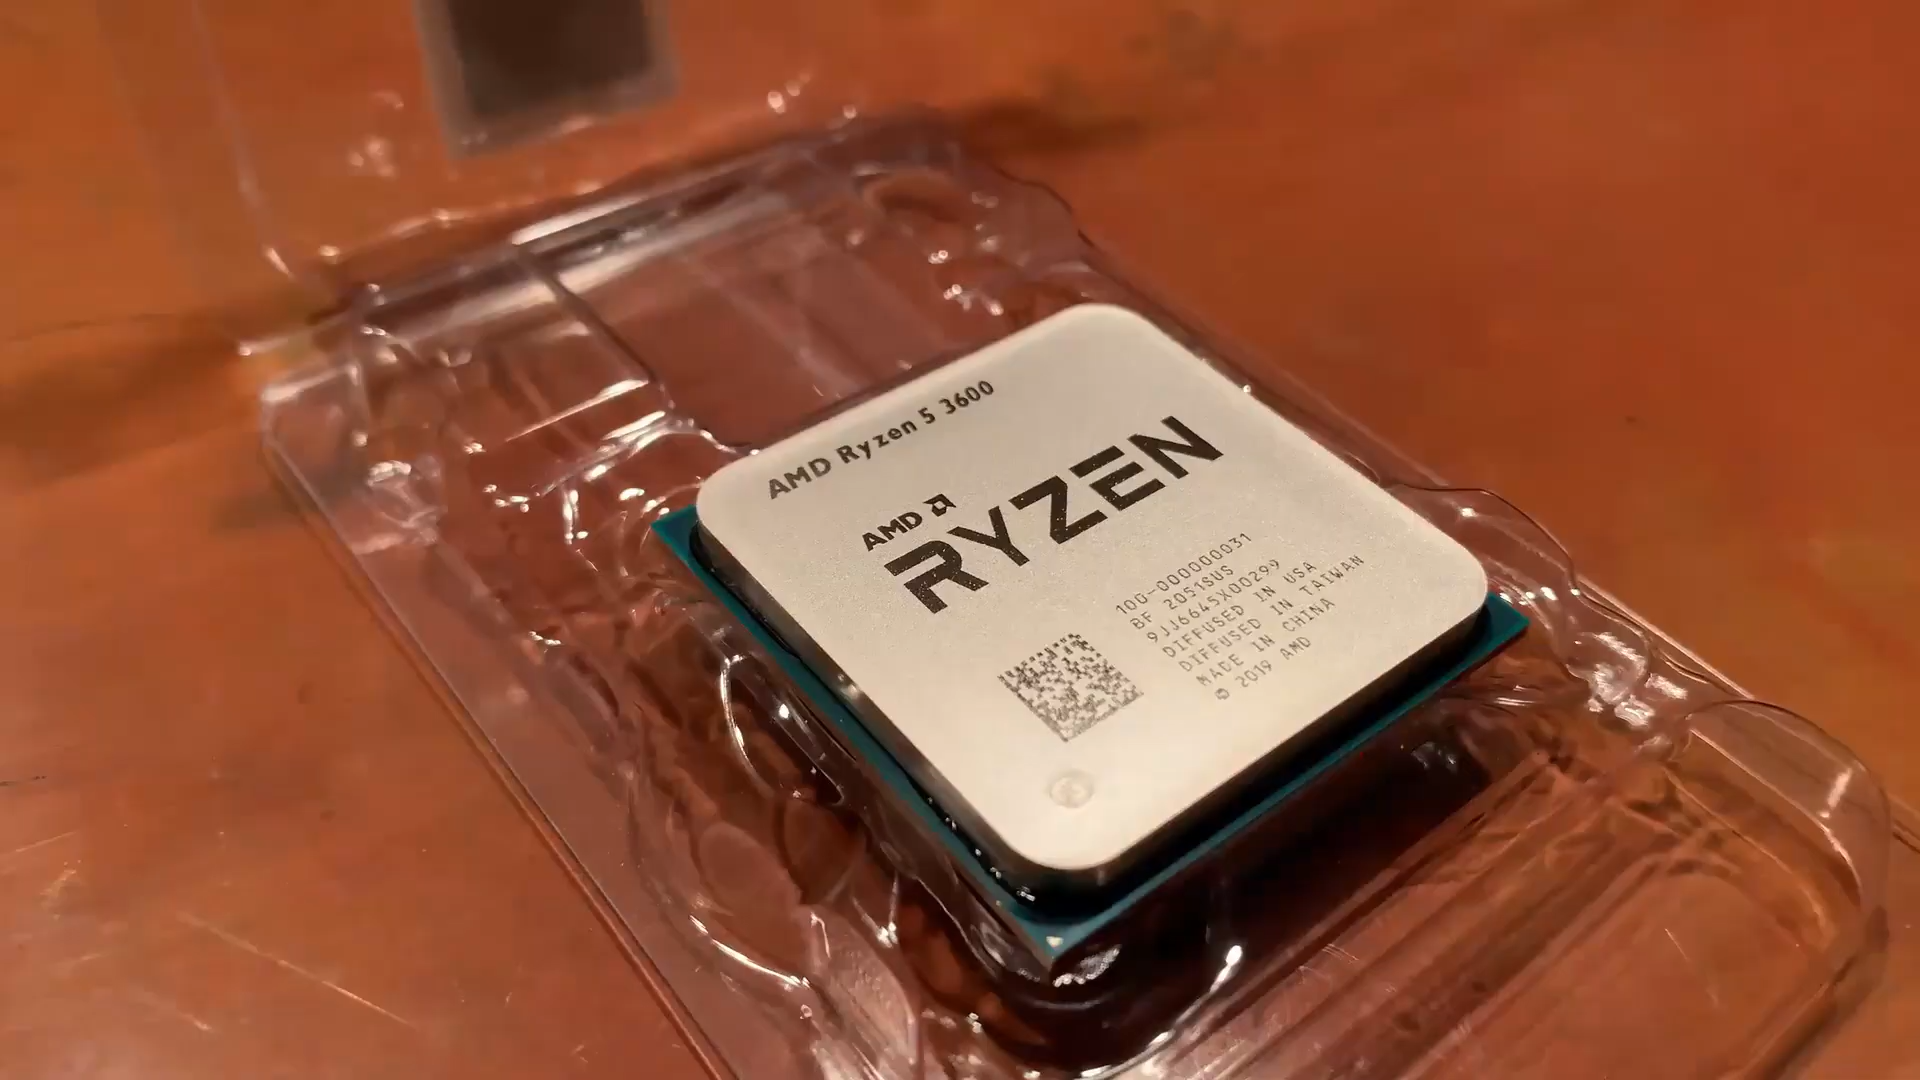 AMD Ryzen 5 3600
AMD
RYZEN
100-000000031
BF 2051SUS
9JJ6645X00299
DIFFUSED IN USA
DIFFUSED IN TAIWAN
MADE IN CHINA
© 2019 AMD